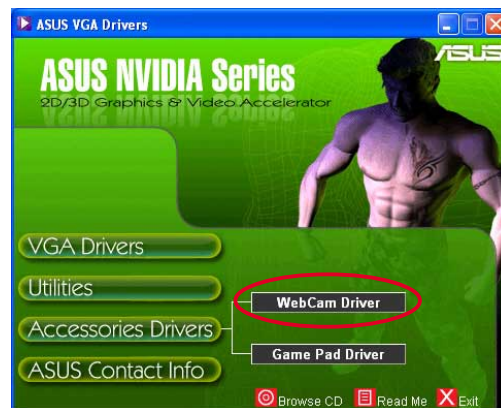 ASUS VGA Drivers
/SUS
ASUS NVIDIA Series
2D/3D Graphics & Video Accelerator
VGA Drivers
Utilities
WebCam Driver
Accessories Drivers
Game Pad Driver
ASUS Contact Info
Browse CD Read Me Exit